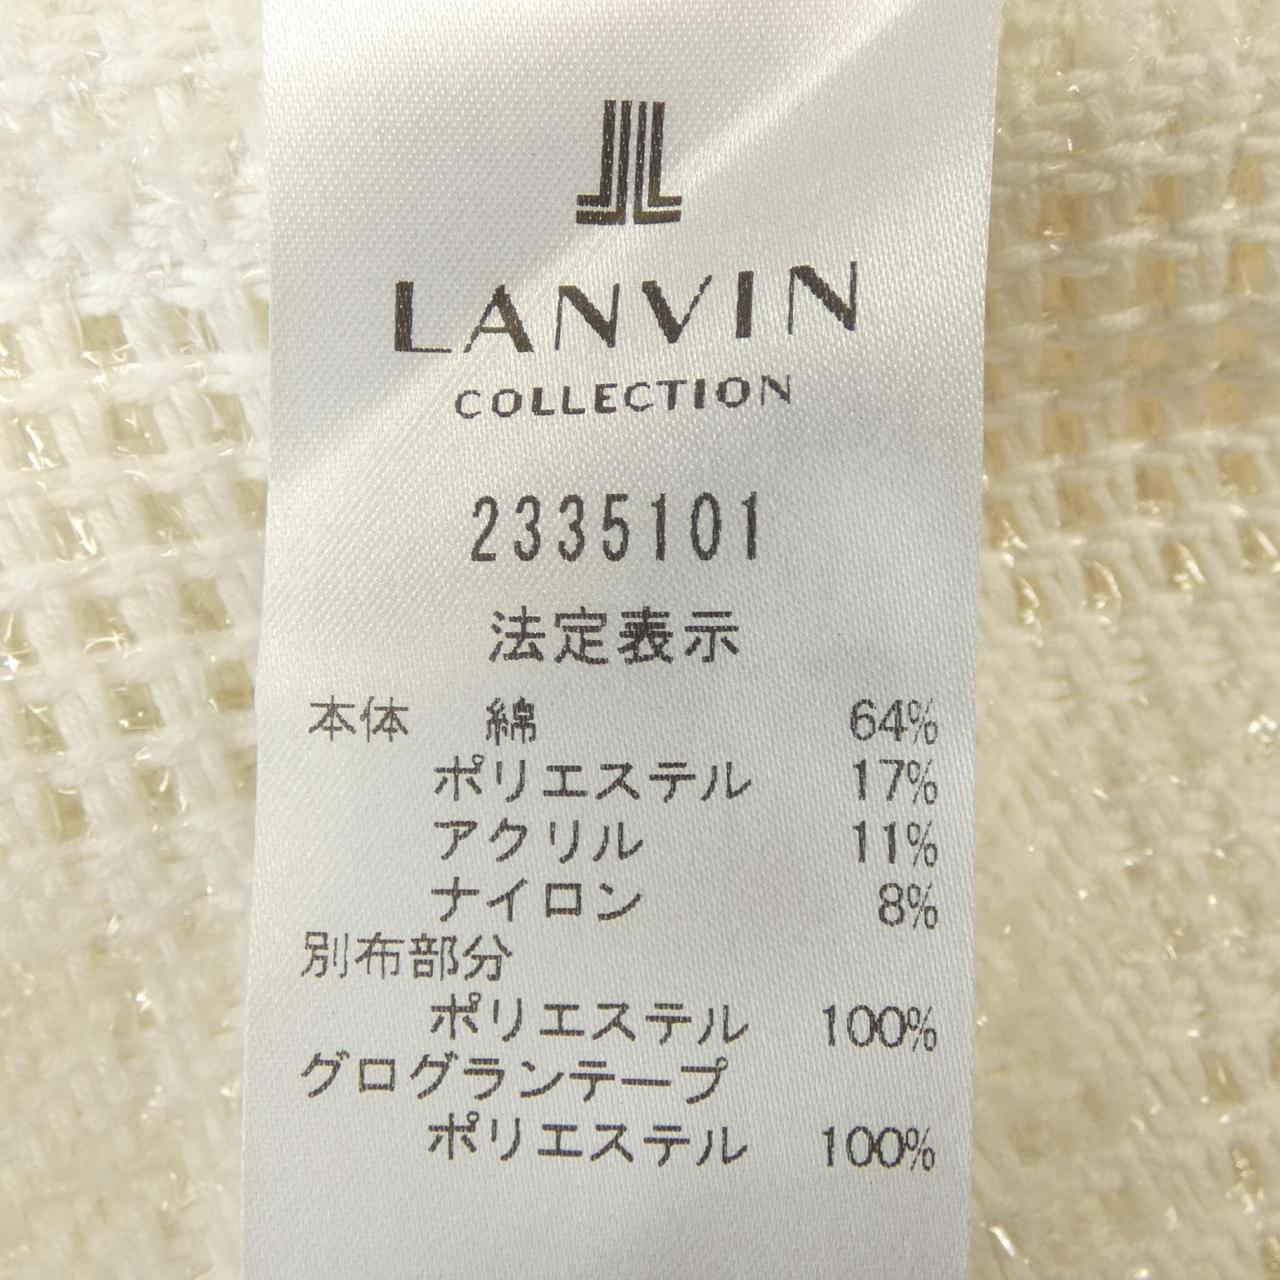 LANVIN
COLLECTION
2335101
法定表示
本体 綿 64%
ポリエステル 17%
アクリル 11%
ナイロン 8%
別布部分
ポリエステル 100%
グログランテープ
ポリエステル 100%